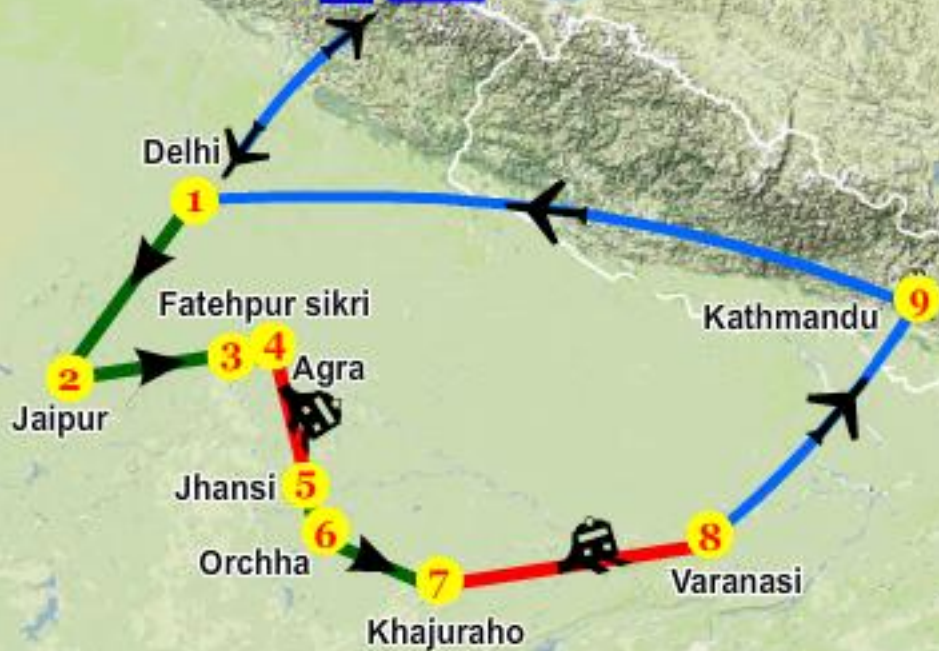 Delhi
1
Fatehpur sikri
Kathmandu
9
3
4
2
Agra
Jaipur
Jhansi
5
6
8
Orchha
7
Varanasi
Khajuraho